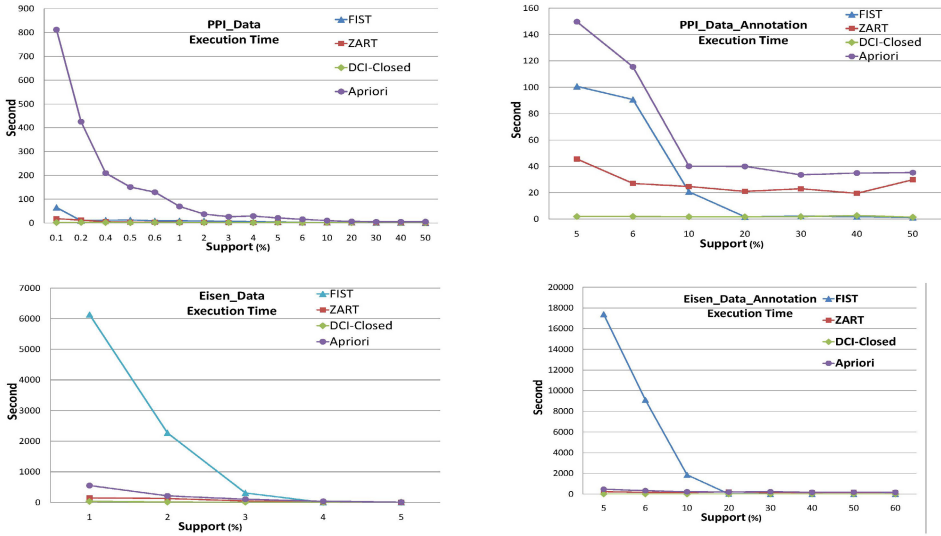 PPI_Data
Execution Time
FIST
ZART
DCI-Closed
Apriori
Second
900
800
700
600
500
400
300
200
100
0
0.1 0.2 0.4 0.5 0.6 1 2 3 4 5 6 10 20 30 40 50
Support (%)
PPI_Data_Annotation
Execution Time
FIST
ZART
DCI-Closed
Apriori
Second
160
140
120
100
80
60
40
20
0
5 6 10 20 30 40 50
Support (%)
Eisen_Data
Execution Time
FIST
ZART
DCI-Closed
Apriori
Second
7000
6000
5000
4000
3000
2000
1000
0
1 2 3 4 5
Support (%)
Eisen_Data_Annotation
Execution Time
FIST
ZART
DCI-Closed
Apriori
Second
20000
18000
16000
14000
12000
10000
8000
6000
4000
2000
0
5 6 10 20 30 40 50 60
Support (%)